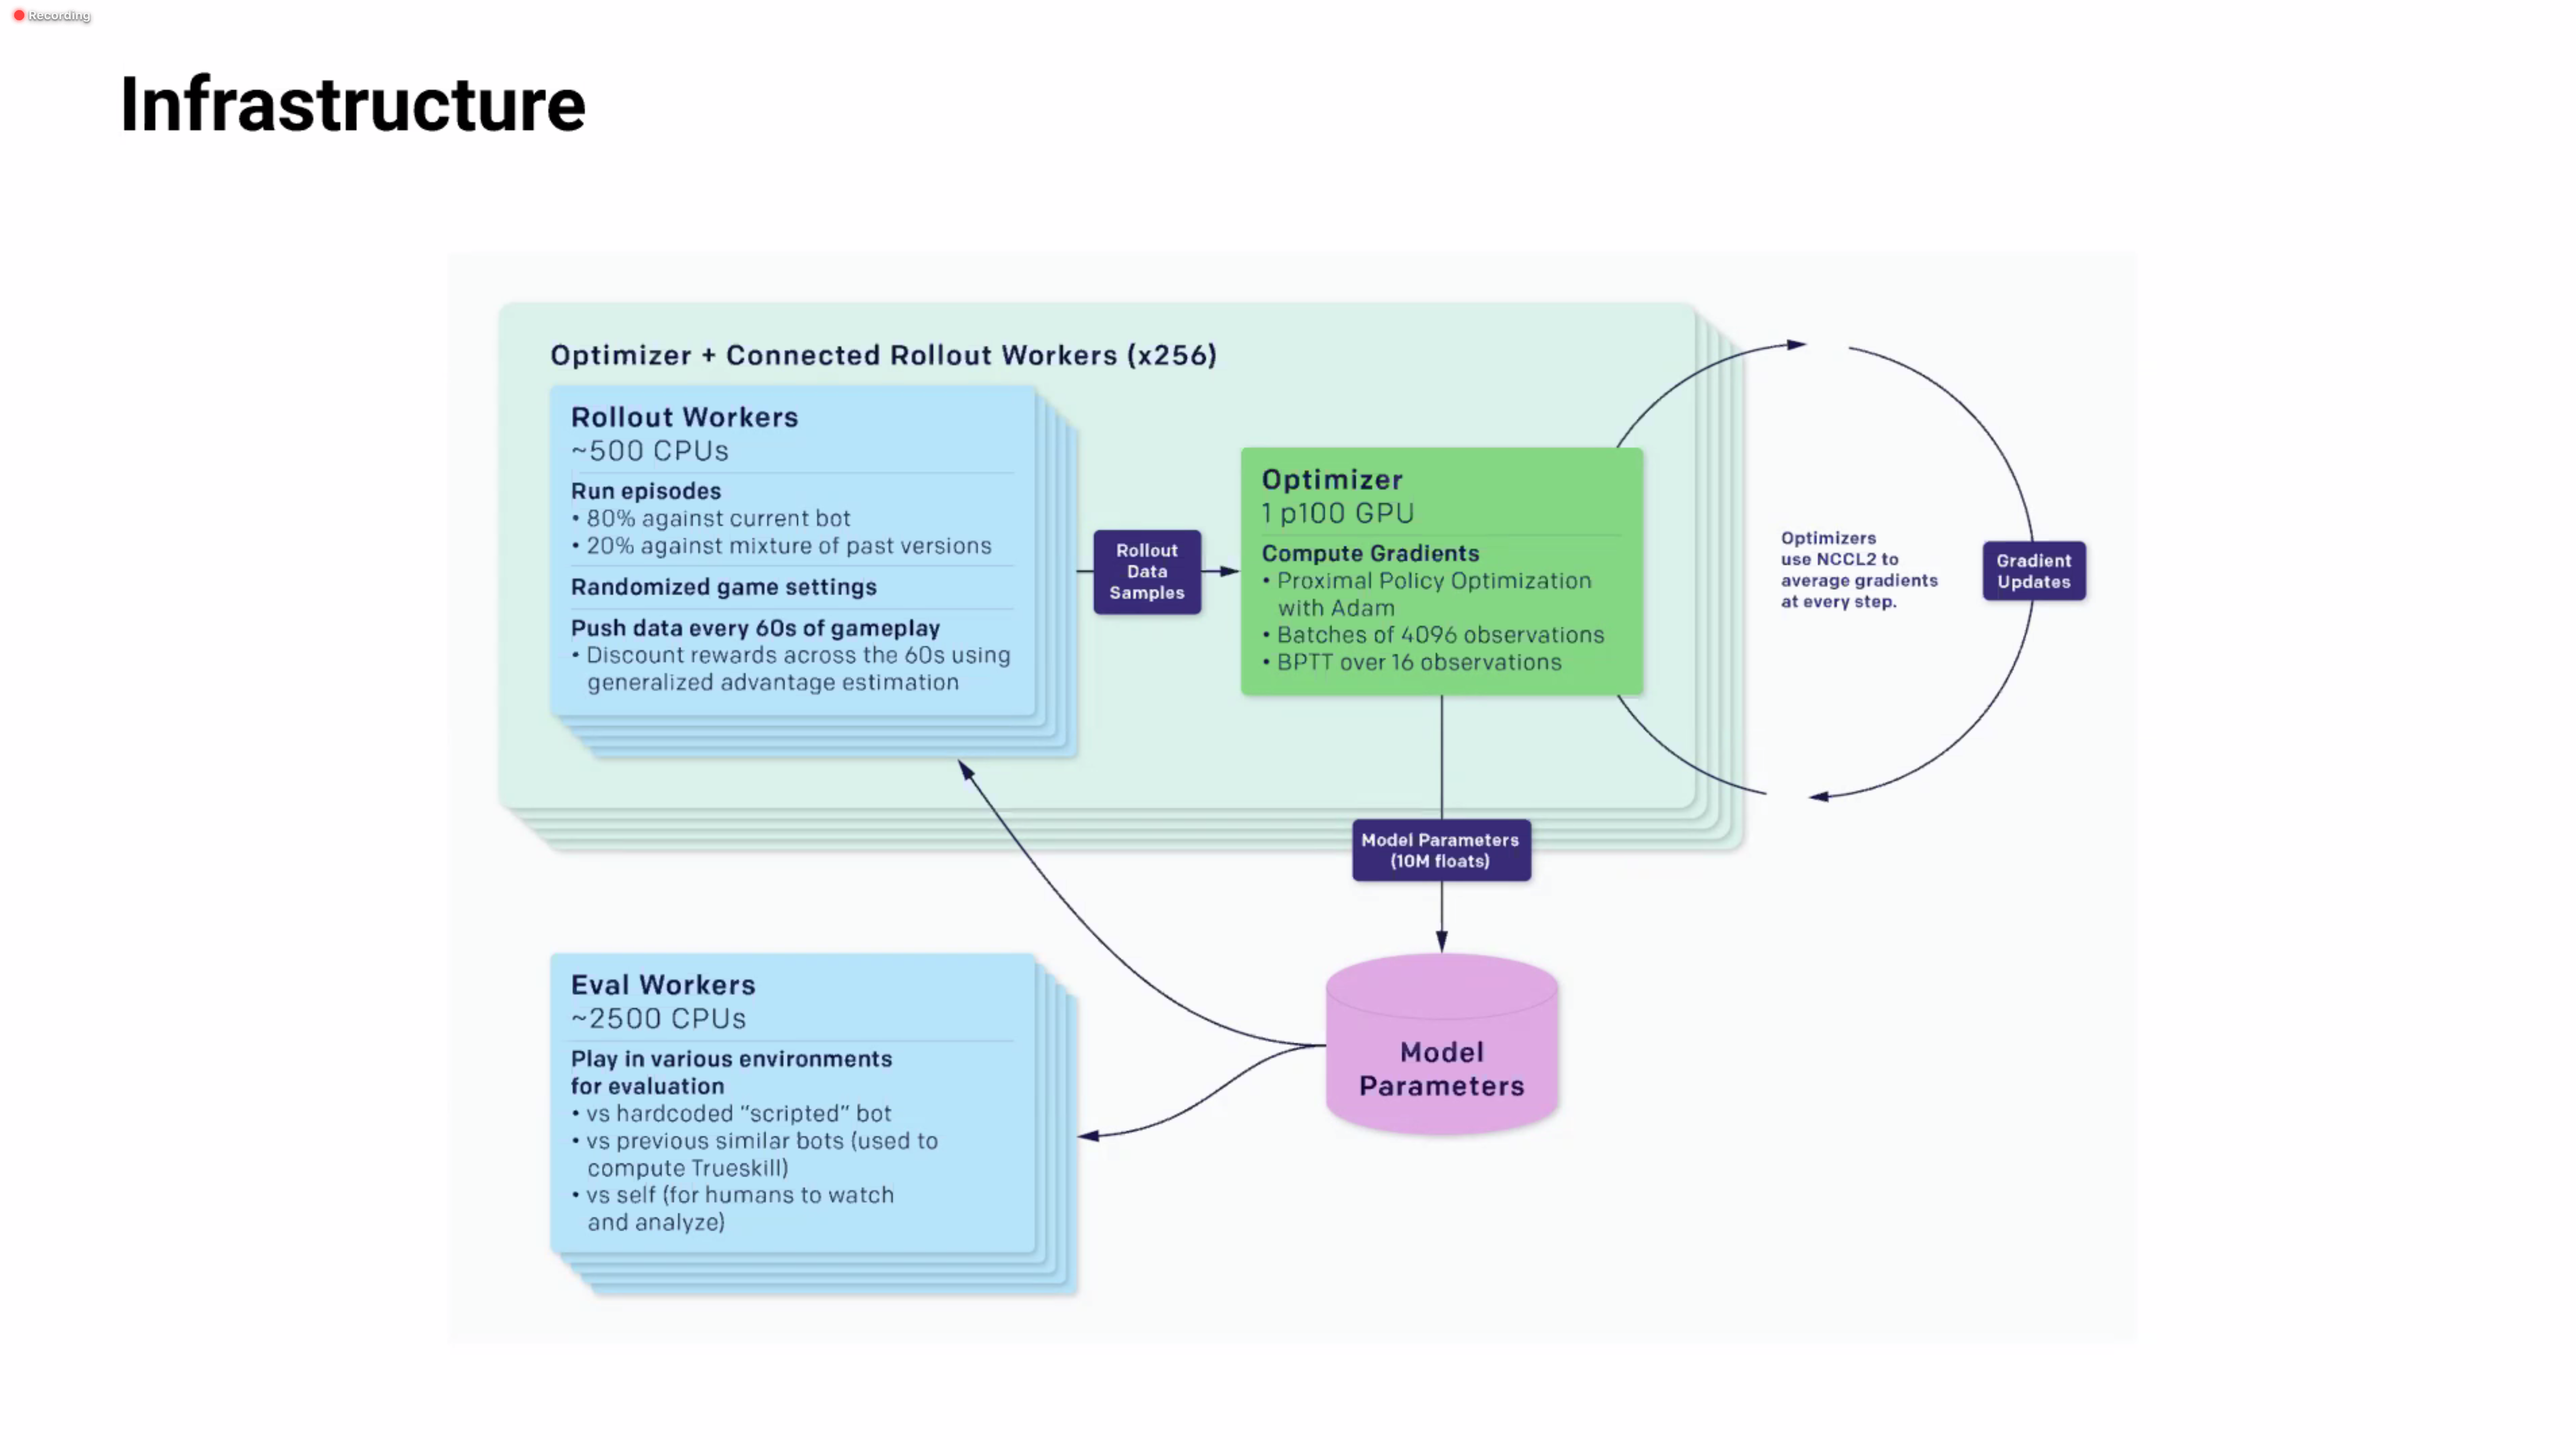 Recording
Infrastructure
Optimizer + Connected Rollout Workers (x256)
Rollout Workers
~500 CPUs
Run episodes
• 80% against current bot
• 20% against mixture of past versions
Randomized game settings
Push data every 60s of gameplay
• Discount rewards across the 60s using
generalized advantage estimation
Rollout
Data
Samples
Optimizer
1 p100 GPU
Compute Gradients
• Proximal Policy Optimization
with Adam
• Batches of 4096 observations
• BPTT over 16 observations
Optimizers
use NCCL2 to
average gradients
at every step.
Gradient
Updates
Model Parameters
(10M floats)
Eval Workers
~2500 CPUs
Play in various environments
for evaluation
• vs hardcoded “scripted” bot
• vs previous similar bots (used to
compute Trueskill)
• vs self (for humans to watch
and analyze)
Model
Parameters